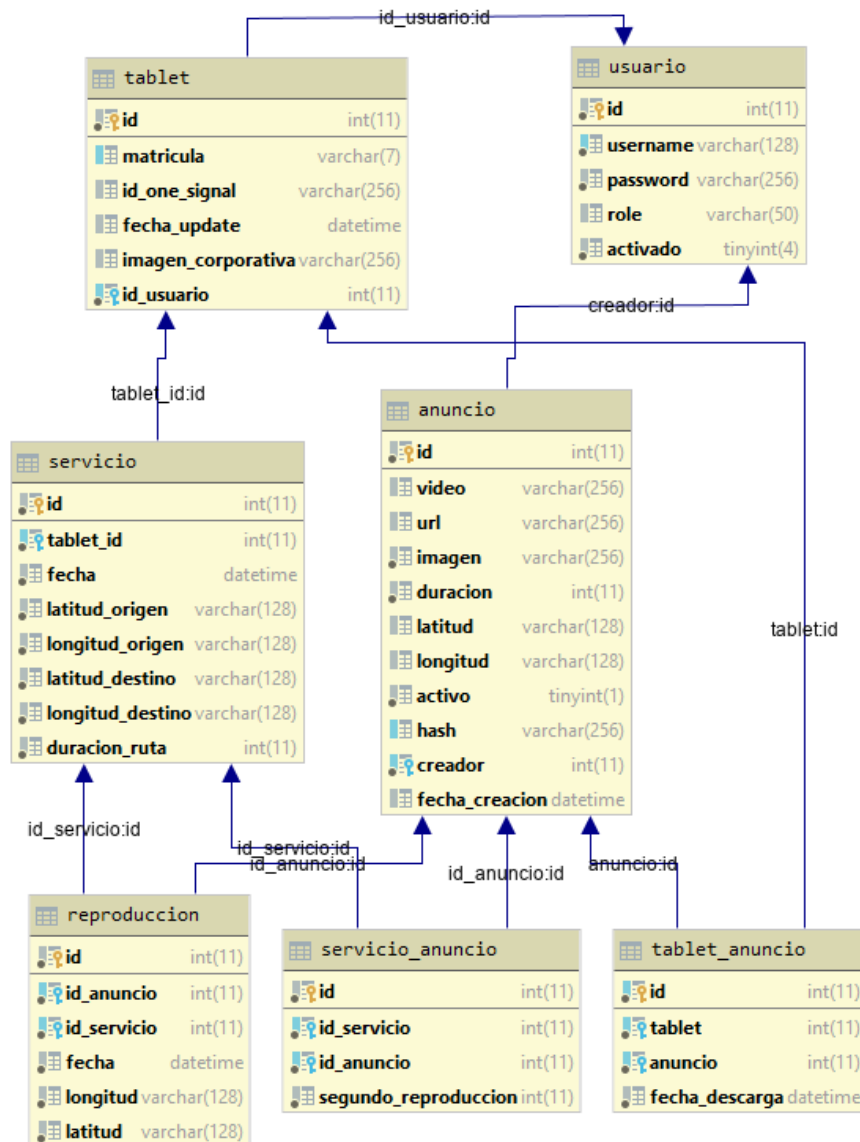 id_usuario:id
tablet
id int(11)
matricula varchar(7)
id_one_signal varchar(256)
fecha_update datetime
imagen_corporativa varchar(256)
id_usuario int(11)
usuario
id int(11)
username varchar(128)
password varchar(256)
role varchar(50)
activado tinyint(4)
creador:id
tablet_id:id
servicio
id int(11)
tablet_id int(11)
fecha datetime
latitud_origen varchar(128)
longitud_origen varchar(128)
latitud_destino varchar(128)
longitud_destino varchar(128)
duracion_ruta int(11)
anuncio
id int(11)
video varchar(256)
url varchar(256)
imagen varchar(256)
duracion int(11)
latitud varchar(128)
longitud varchar(128)
activo tinyint(1)
hash varchar(256)
creador int(11)
fecha_creacion datetime
tablet:id
id_servicio:id
id_servicio:id
id_anuncio:id
id_anuncio:id
anuncio:id
reproduccion
id int(11)
id_anuncio int(11)
id_servicio int(11)
fecha datetime
longitud varchar(128)
latitud varchar(128)
servicio_anuncio
id int(11)
id_servicio int(11)
id_anuncio int(11)
segundo_reproduccion int(11)
tablet_anuncio
id int(11)
tablet int(11)
anuncio int(11)
fecha_descarga datetime